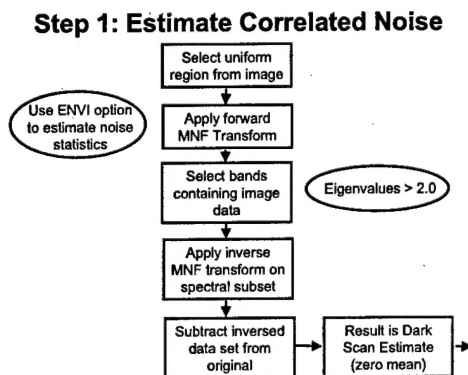 Step 1: Estimate Correlated Noise
Select uniform
region from image
Use ENVI option
to estimate noise
statistics
Apply forward
MNF Transform
Select bands
containing image
data
Eigenvalues > 2.0
Apply inverse
MNF transform on
spectral subset
Subtract inversed
data set from
original
Result is Dark
Scan Estimate
(zero mean)